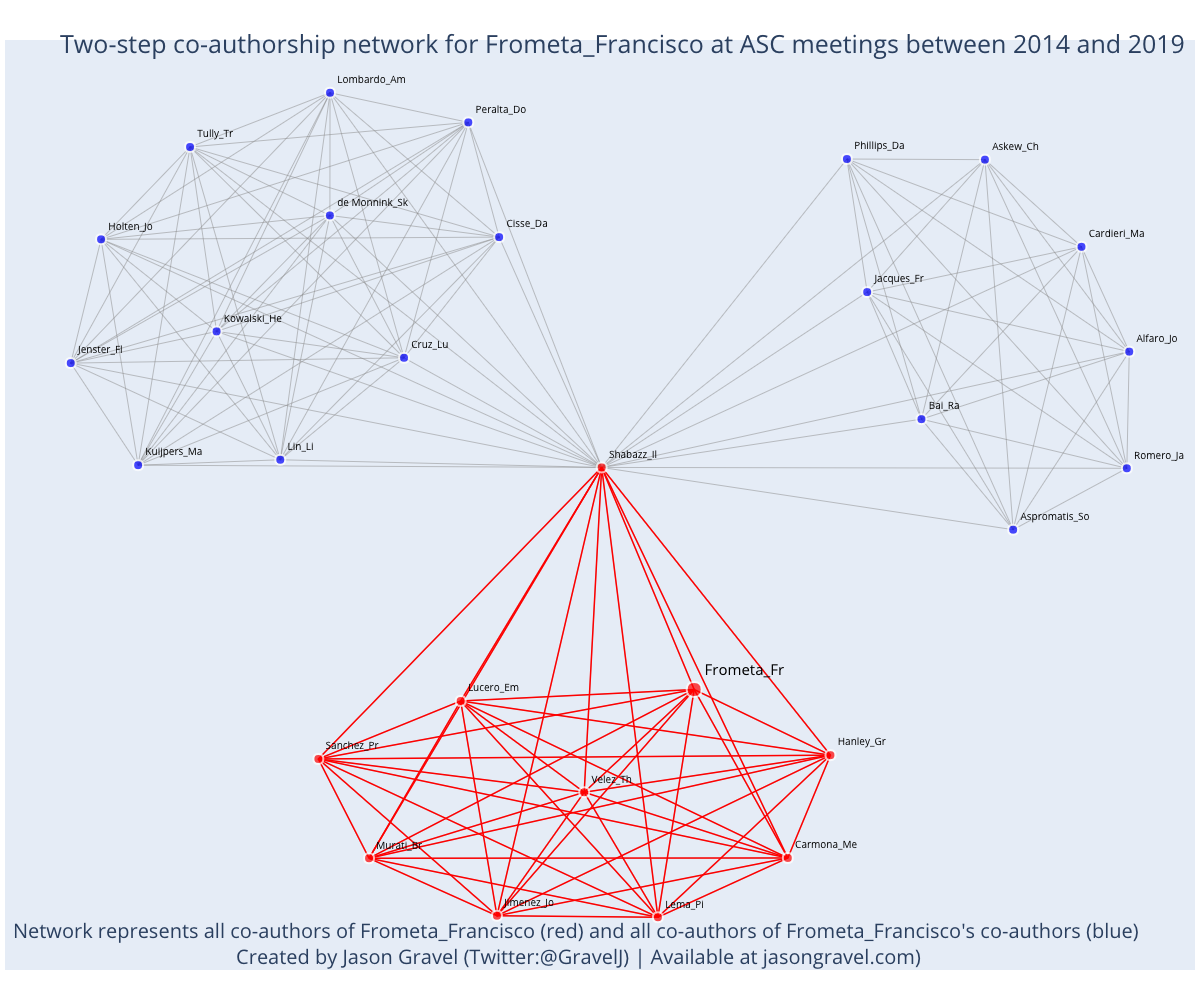 Two-step co-authorship network for Frometa_Francisco at ASC meetings between 2014 and 2019
Lombardo_Am
Peralta_Do
Tully_Tr
Phillips_Da
Askew_Ch
de Monnink_Sk
Holten_Jo
Cisse_Da
Cardieri_Ma
Jacques_Fr
Kowalski_He
Cruz_Lu
Jenster_Fl
Alfaro_Jo
Bai_Ra
Kuijpers_Ma
Lin_Li
Shabazz_Il
Romero_Ja
Aspromatis_So
Frometa_Fr
Lucero_Em
Sanchez_Pr
Hanley_Gr
Velez_Th
Murati_Br
Carmona_Me
Jimenez_Jo
Lema_Pi
Network represents all co-authors of Frometa_Francisco (red) and all co-authors of Frometa_Francisco's co-authors (blue)
Created by Jason Gravel (Twitter:@GravelJ) | Available at jasongravel.com)